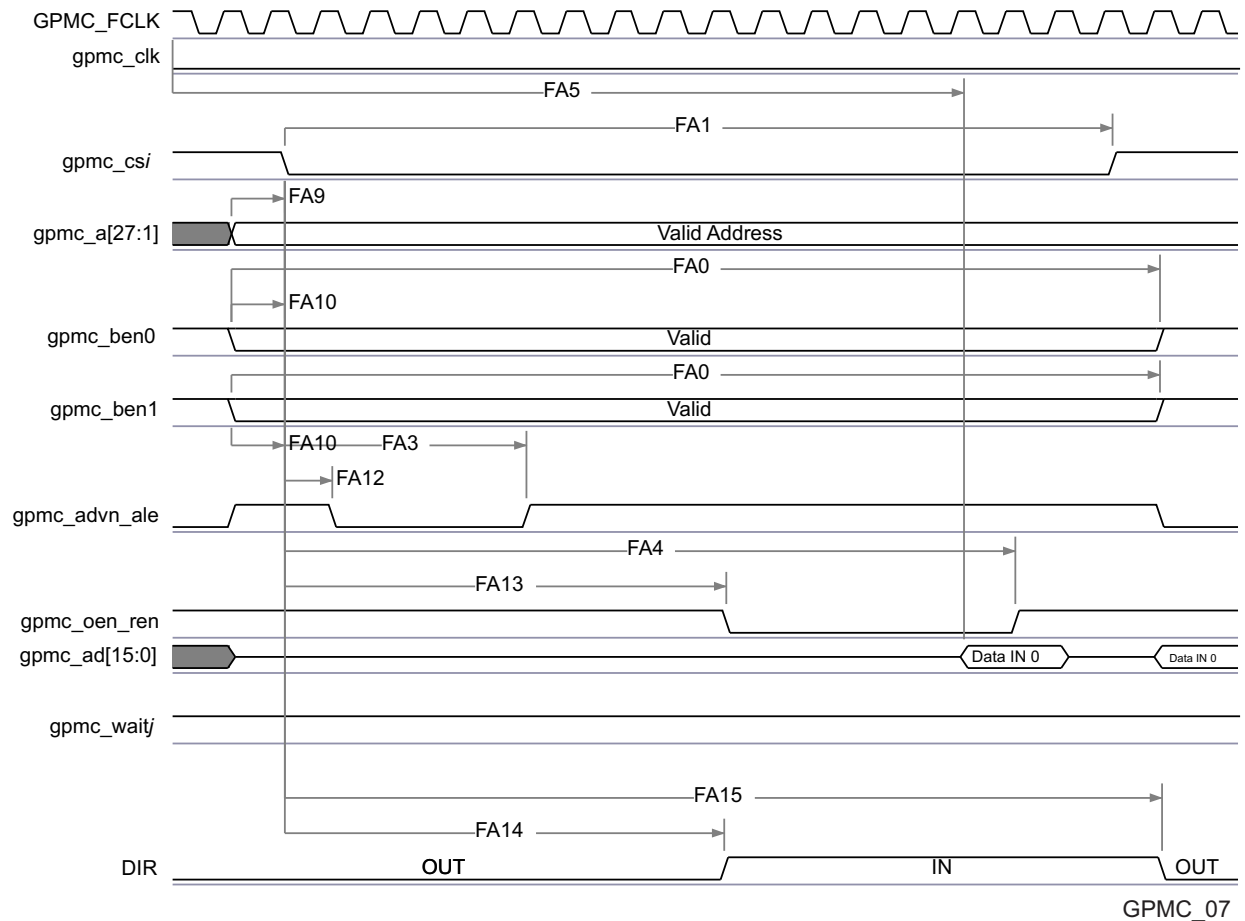 GPMC_FCLK
gpmc_clk
FA5
FA1
gpmc_csi
FA9
gpmc_a[27:1] Valid Address
FA0
FA10
gpmc_ben0 Valid
FA0
gpmc_ben1 Valid
FA10 FA3
FA12
gpmc_advn_ale
FA4
FA13
gpmc_oen_ren
gpmc_ad[15:0] Data IN 0 Data IN 0
gpmc_waitj
FA15
FA14
DIR OUT IN OUT
GPMC_07